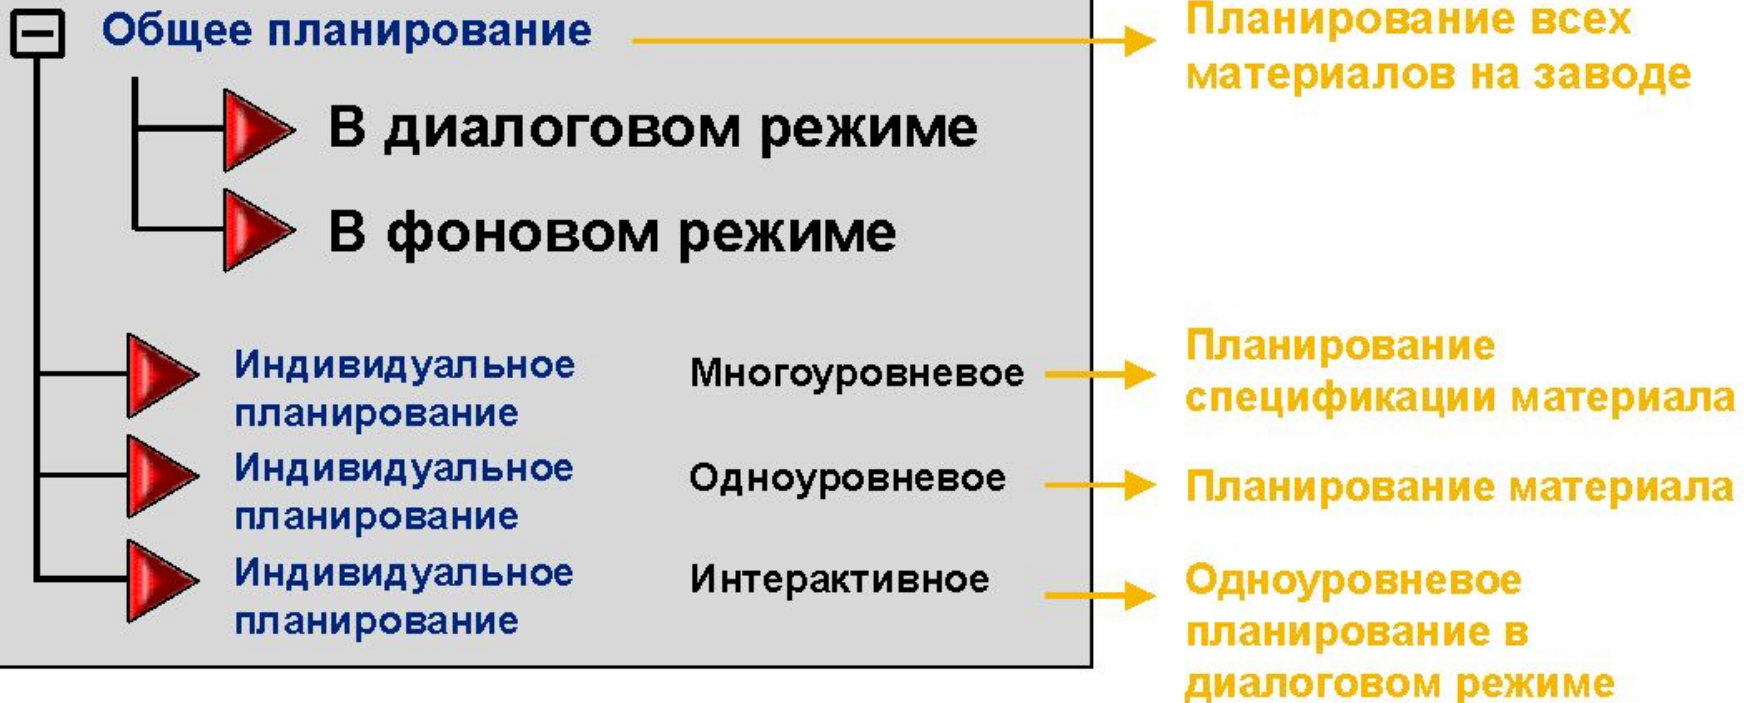 Общее планирование
Планирование всех
материалов на заводе
В диалоговом режиме
В фоновом режиме
Индивидуальное
планирование
Многоуровневое
Планирование
спецификации материала
Индивидуальное
планирование
Одноуровневое
Планирование материала
Индивидуальное
планирование
Интерактивное
Одноуровневое
планирование в
диалоговом режиме